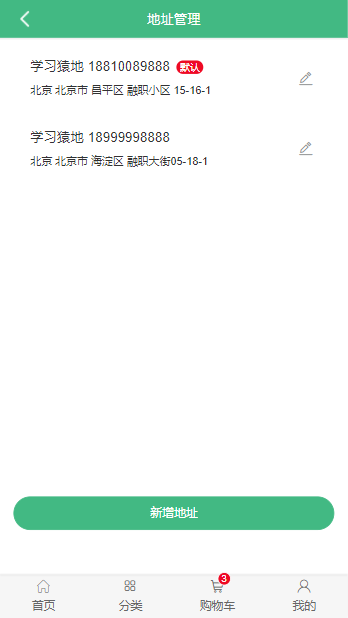 地址管理
学习猿地 18810089888 默认
北京 北京市 昌平区 融职小区 15-16-1
学习猿地 18999998888
北京 北京市 海淀区 融职大街05-18-1
新增地址
3
首页 分类 购物车 我的